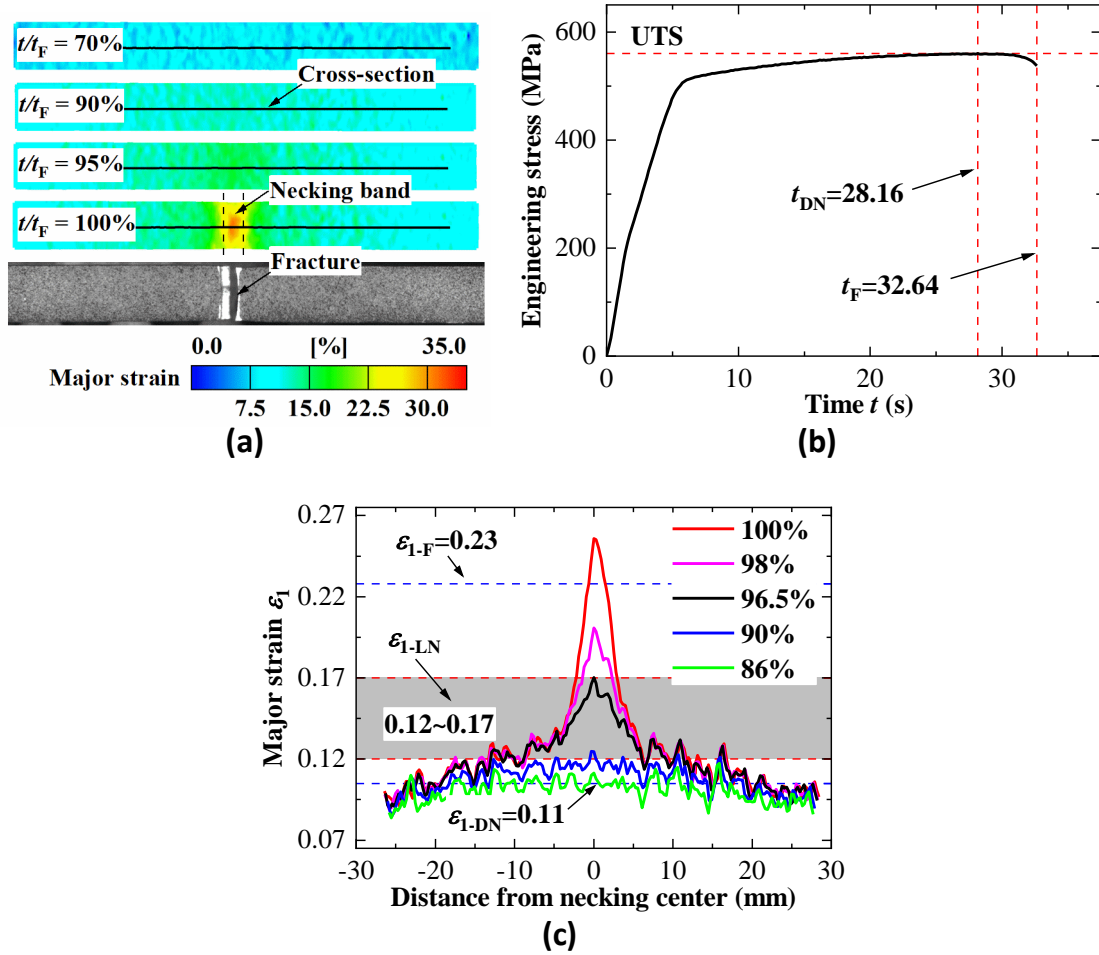 t/tF = 70%
Cross-section
t/tF = 90%
t/tF = 95%
Necking band
t/tF = 100%
Fracture
0.0 [%] 35.0
Major strain
7.5 15.0 22.5 30.0
(a)
600
UTS
400
200
0
Engineering stress (MPa)
tDN=28.16
tF=32.64
0 10 20 30
Time t (s)
(b)
0.27
0.22
0.17
0.12
0.07
Major strain ε1
ε1-F=0.23
ε1-LN
0.12~0.17
ε1-DN=0.11
100%
98%
96.5%
90%
86%
-30 -20 -10 0 10 20 30
Distance from necking center (mm)
(c)